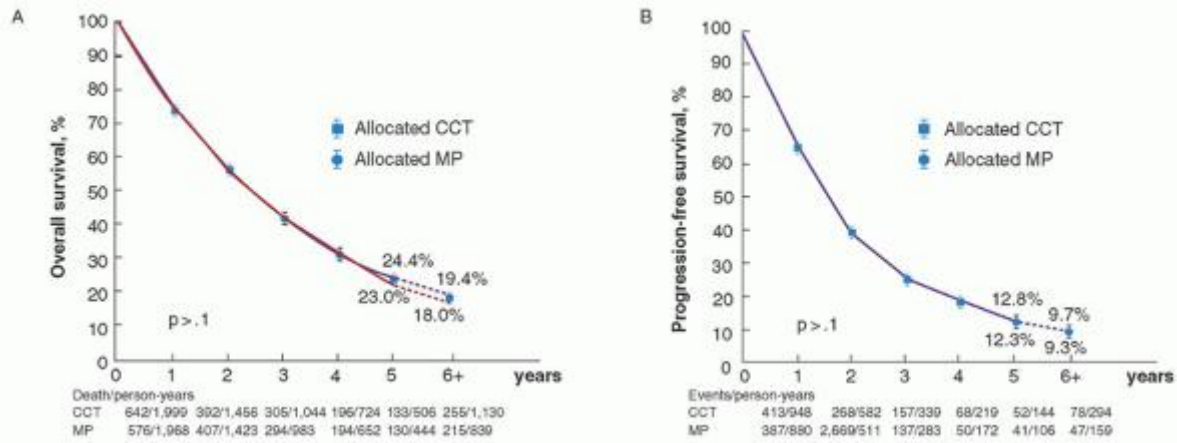 A
Overall survival, %
100
90
80
70
60
50
40
30
20
10
0
Allocated CCT
Allocated MP
24.4%
19.4%
23.0%
18.0%
p>.1
0 1 2 3 4 5 6+ years
Death/person-years
CCT 642/1,999 392/1,456 305/1,044 196/724 133/506 255/1,130
MP 576/1,968 407/1,423 294/983 194/652 130/444 215/839
B
Progression-free survival, %
100
90
80
70
60
50
40
30
20
10
0
Allocated CCT
Allocated MP
12.8%
9.7%
12.3%
9.3%
p>.1
0 1 2 3 4 5 6+ years
Events/person-years
CCT 413/948 268/582 157/339 68/219 52/144 78/294
MP 387/880 2,669/511 137/283 50/172 41/106 47/159